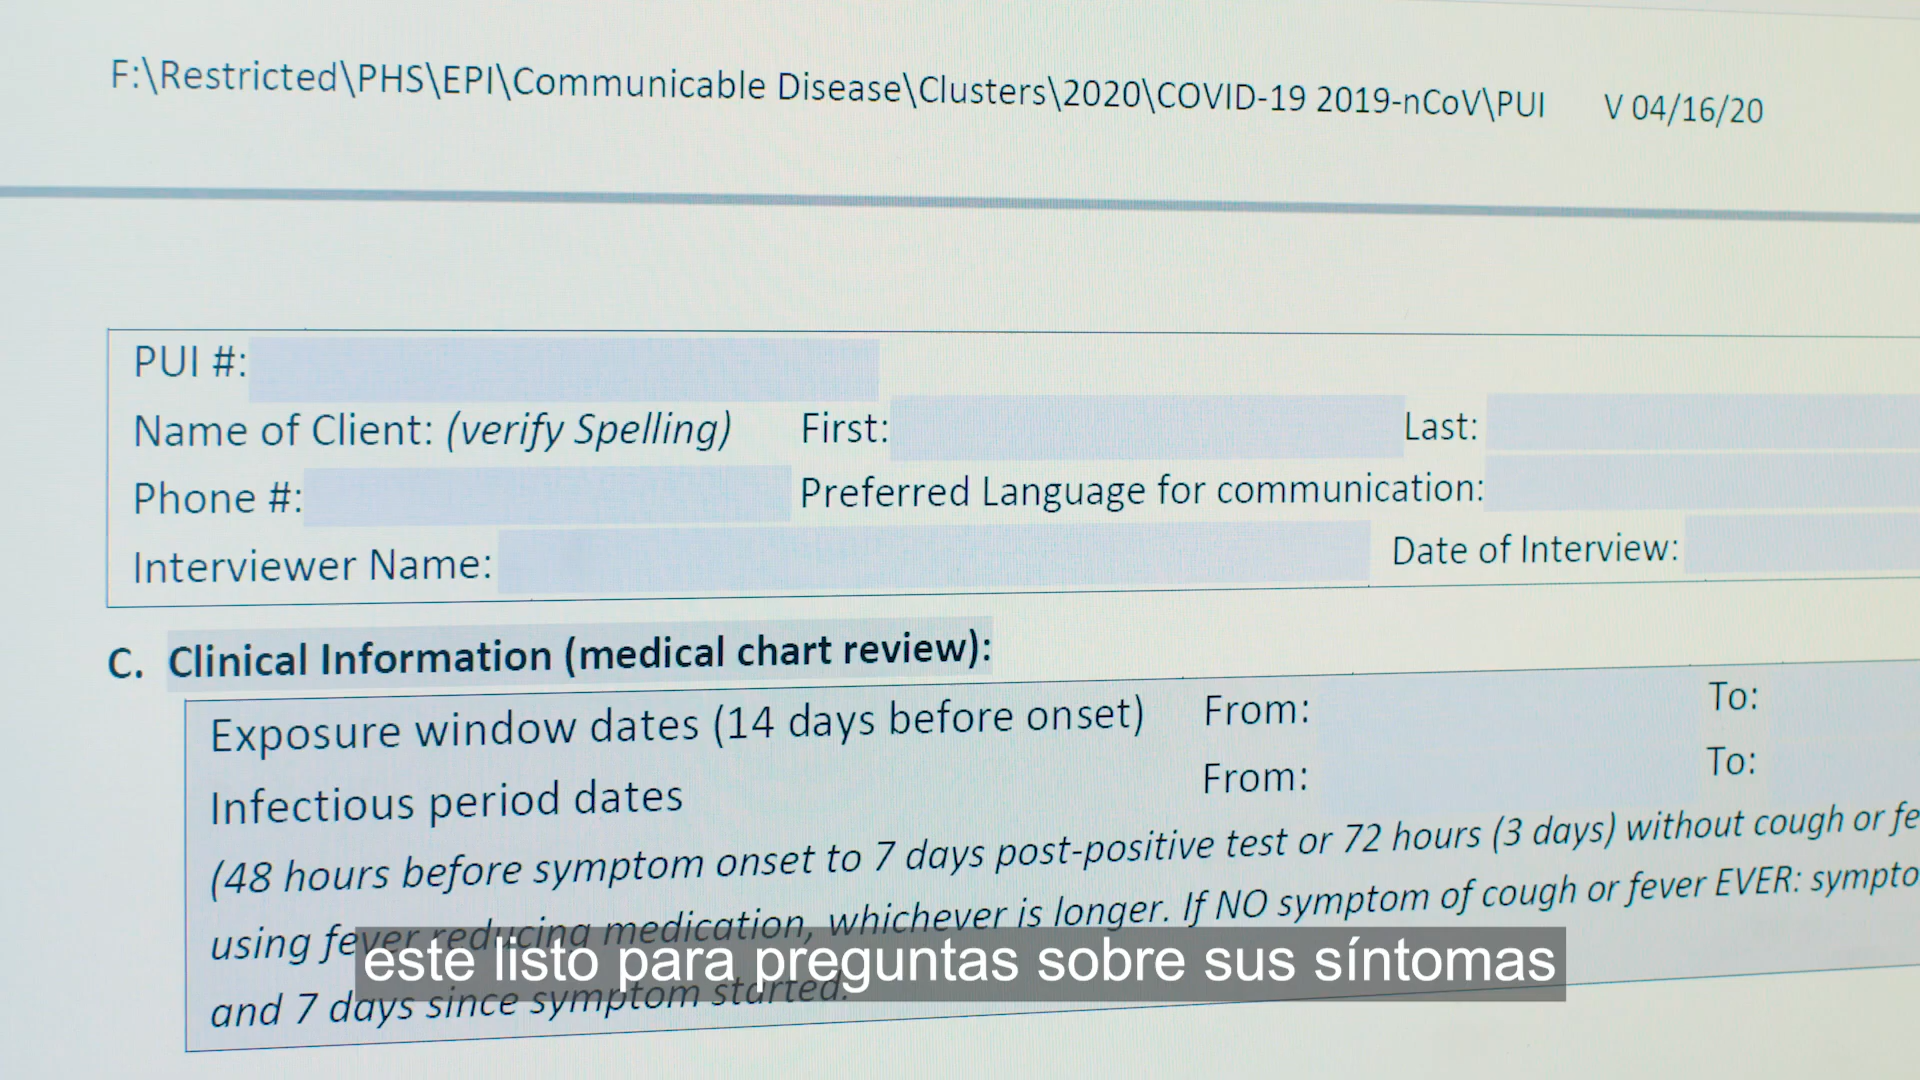 F:\Restricted\PHS\EPI\Communicable Disease\Clusters\2020\COVID-19 2019-nCoV\PUI V 04/16/20
PUI #:
Name of Client: (verify Spelling) First: Last:
Phone #: Preferred Language for communication:
Interviewer Name: Date of Interview:
C. Clinical Information (medical chart review):
Exposure window dates (14 days before onset) From: To:
Infectious period dates From: To:
(48 hours before symptom onset to 7 days post-positive test or 72 hours (3 days) without cough or fe
using fever reducing medication, whichever is longer. If NO symptom of cough or fever EVER: sympto
and 7 days since symptom started.
este listo para preguntas sobre sus síntomas